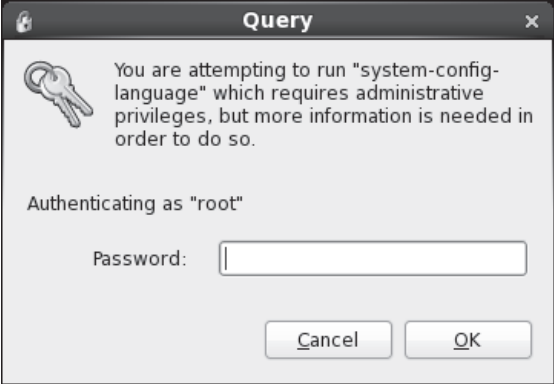 Query
You are attempting to run "system-config-
language" which requires administrative
privileges, but more information is needed in
order to do so.
Authenticating as "root"
Password:
Cancel
OK